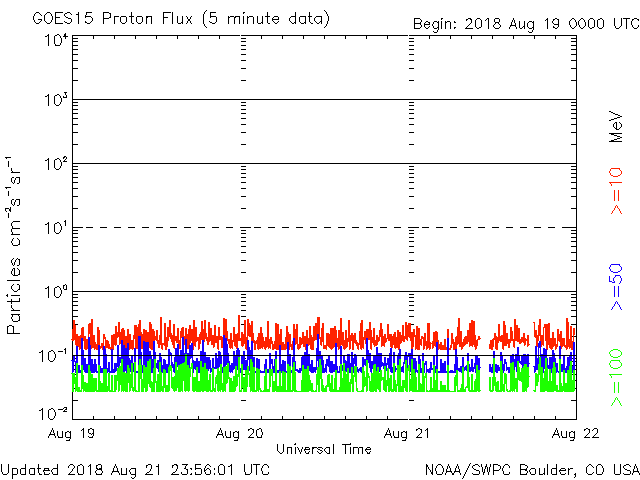 GOES15 Proton Flux (5 minute data)
Begin: 2018 Aug 19 0000 UTC
Particles cm⁻²s⁻¹sr⁻¹
10⁴
10³
10²
10¹
10⁰
10⁻¹
10⁻²
MeV
>=10
>=50
>=100
Aug 19
Aug 20
Aug 21
Aug 22
Universal Time
Updated 2018 Aug 21 23:56:01 UTC
NOAA/SWPC Boulder, CO USA